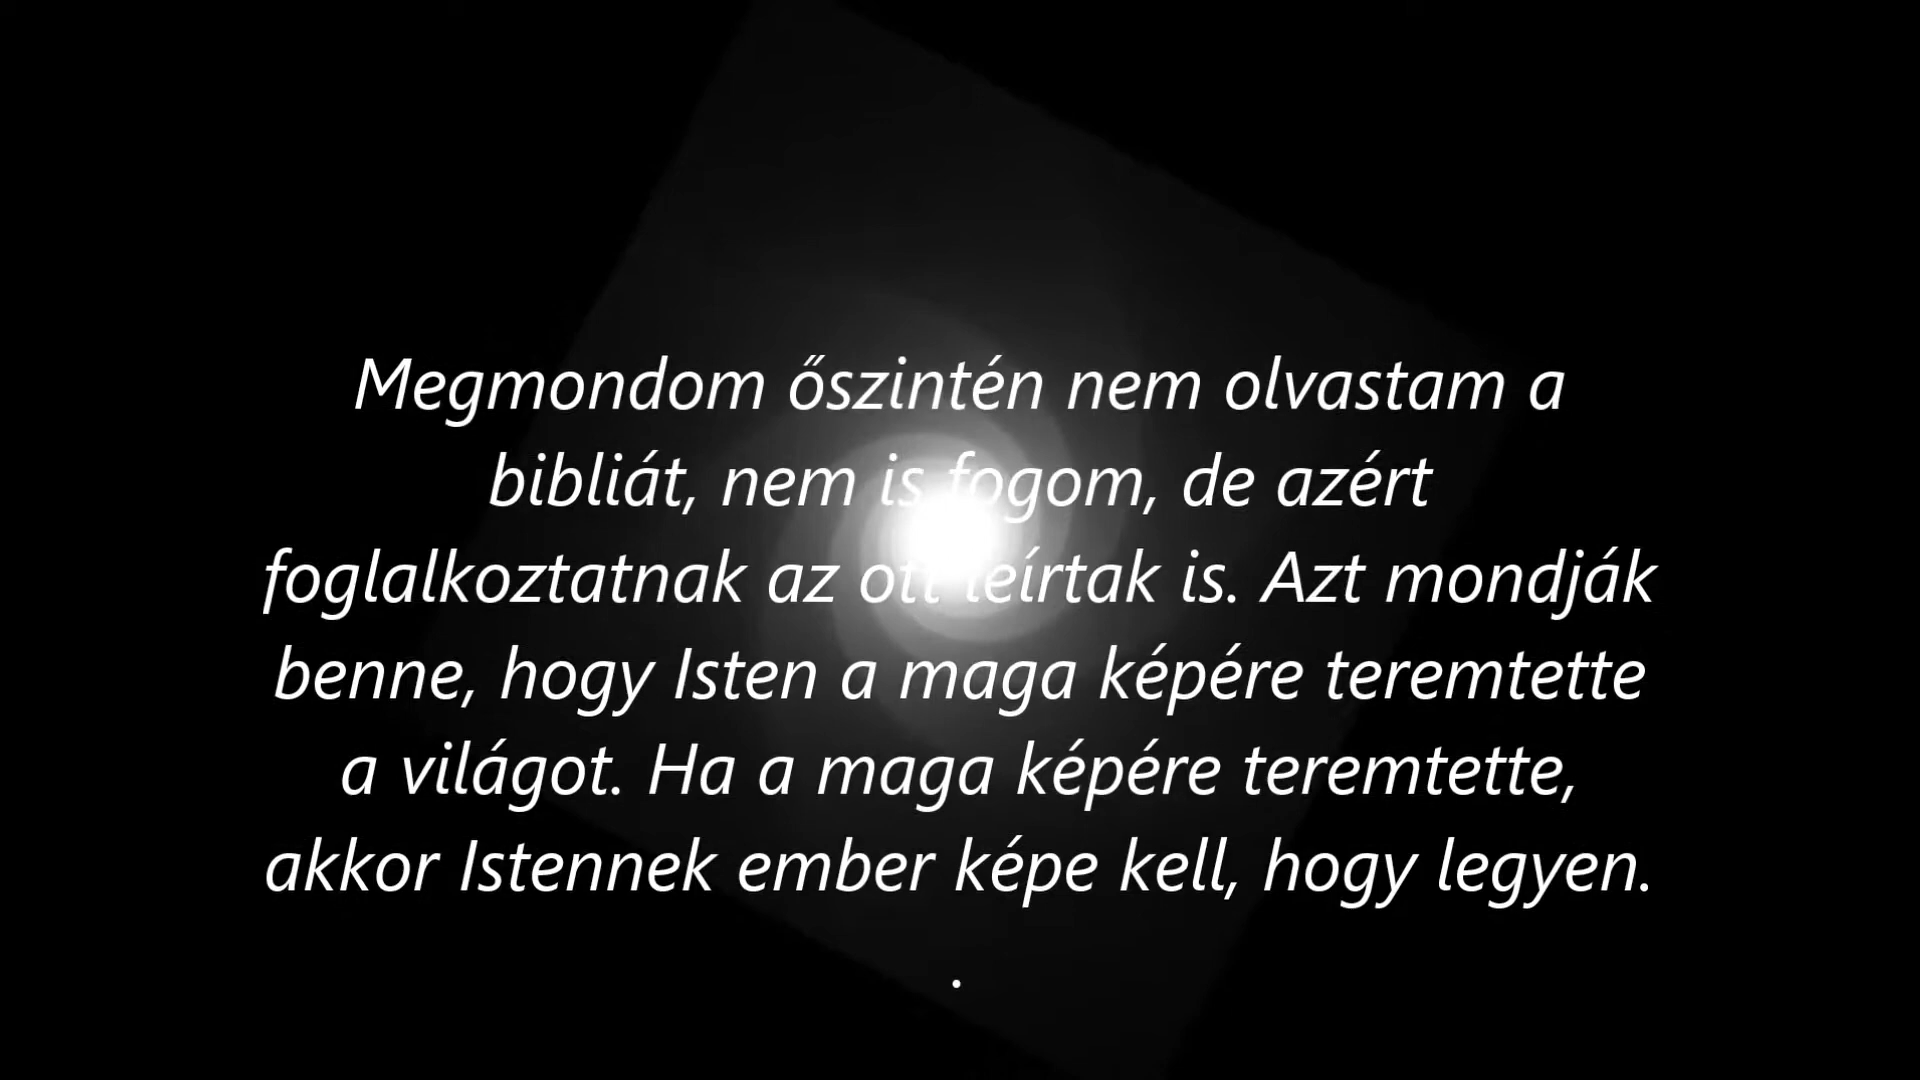 Megmondom őszintén nem olvastam a
bibliát, nem is fogom, de azért
foglalkoztatnak az ott leírtak is. Azt mondják
benne, hogy Isten a maga képére teremtette
a világot. Ha a maga képére teremtette,
akkor Istennek ember képe kell, hogy legyen.
.